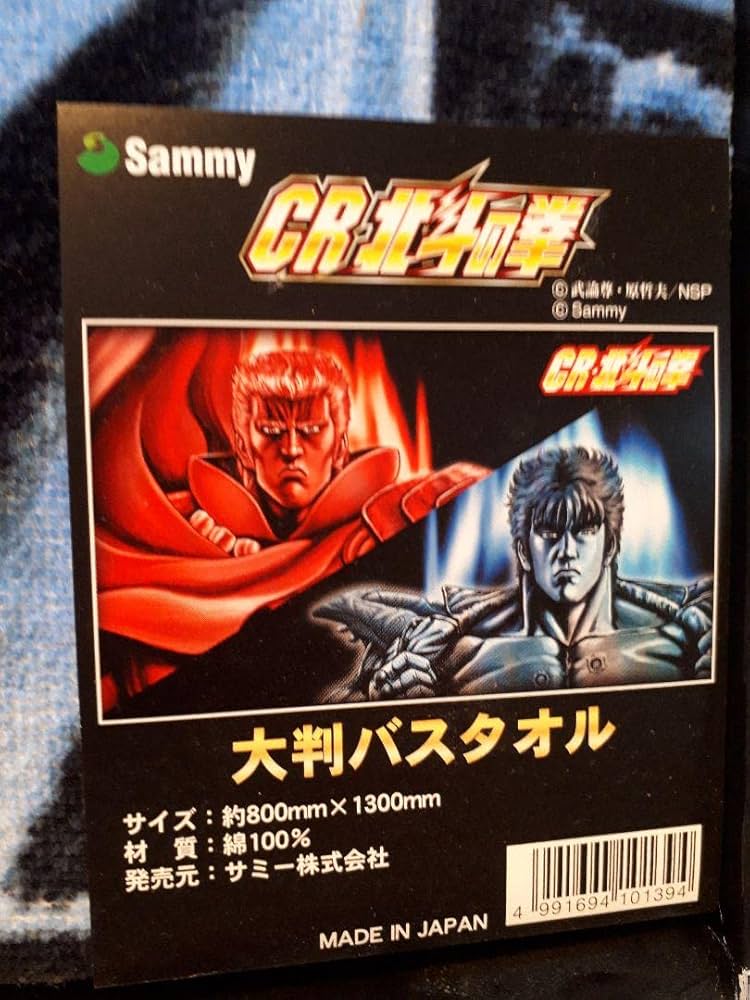 Sammy
CR北斗の拳
©武論尊・原哲夫/NSP
©Sammy
CR北斗の拳
大判バスタオル
サイズ：約800mm×1300mm
材　質：綿100%
発売元：サミー株式会社
4 991694 101394
MADE IN JAPAN